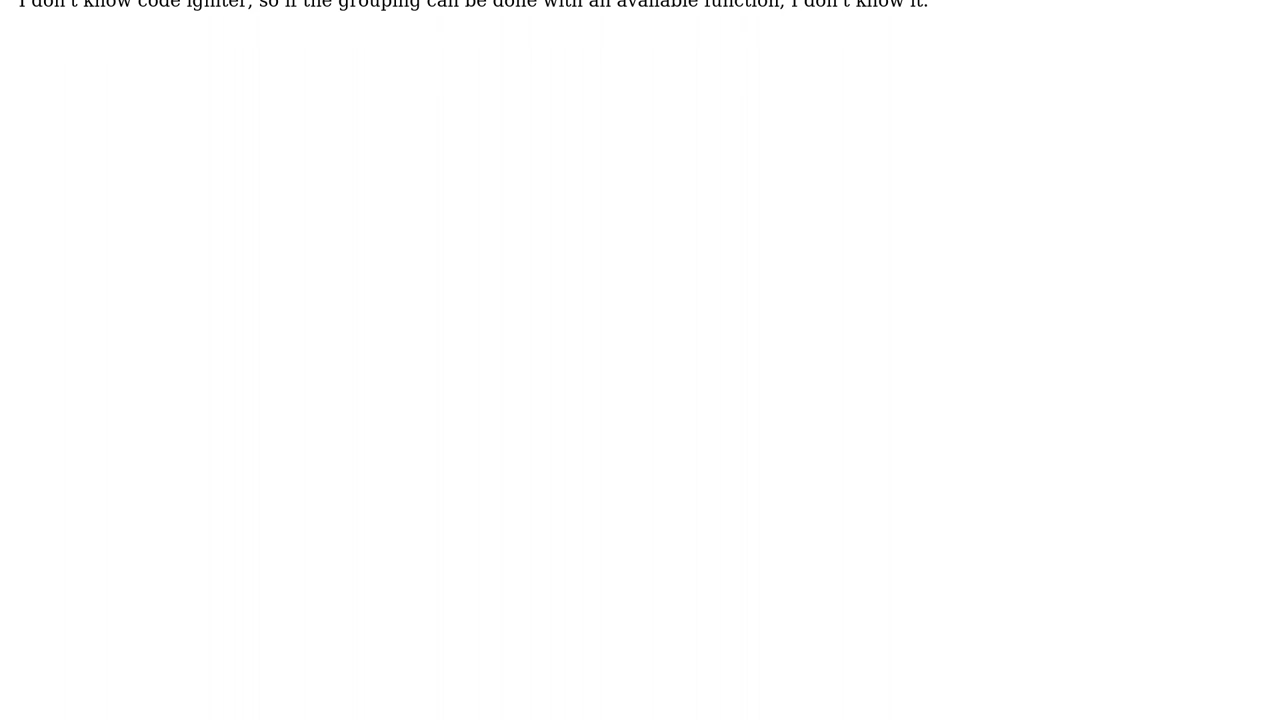 I don't know code igniter, so if the grouping can be done with an available function, I don't know it.